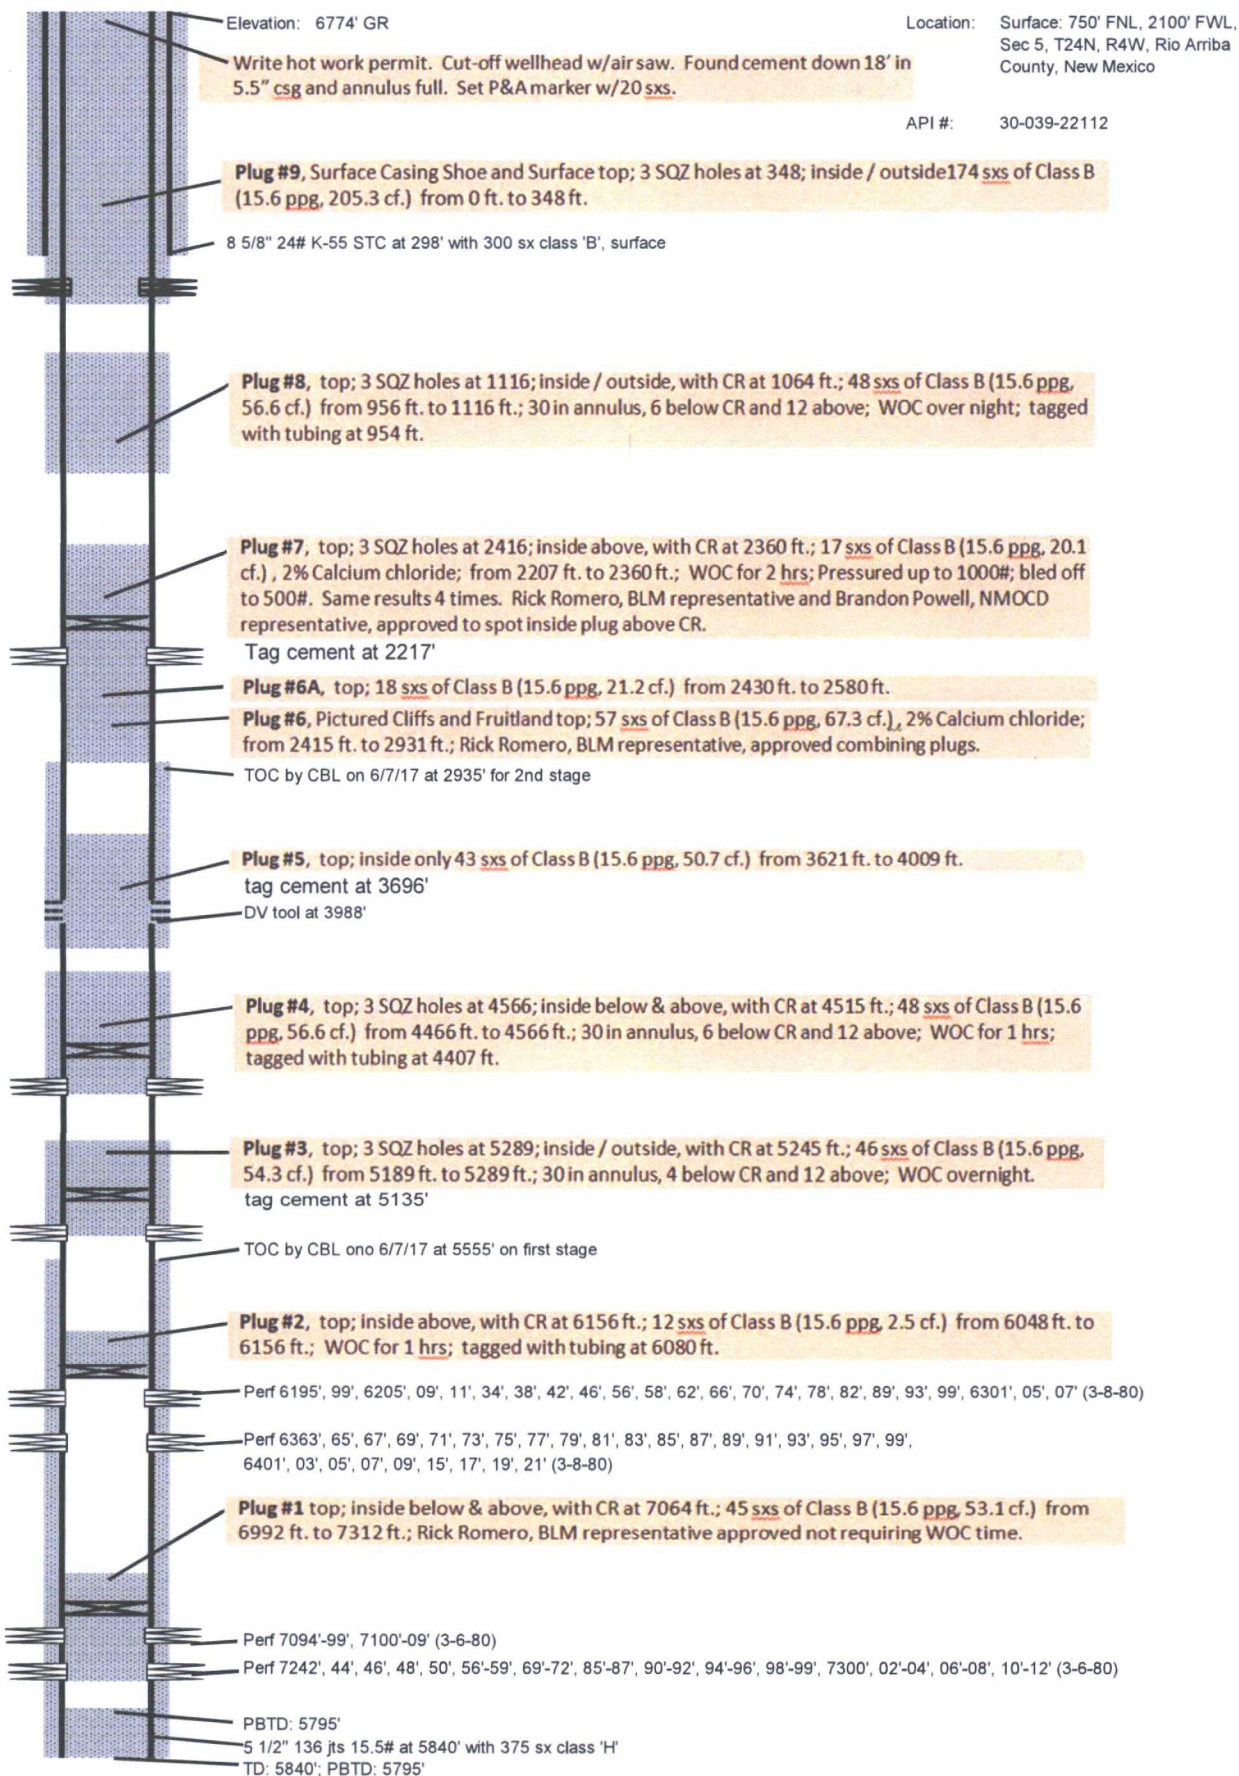 Elevation: 6774' GR
Location: Surface: 750' FNL, 2100' FWL,
Sec 5, T24N, R4W, Rio Arriba
County, New Mexico
Write hot work permit. Cut-off wellhead w/air saw. Found cement down 18' in
5.5" csg and annulus full. Set P&A marker w/20 sxs.
API #: 30-039-22112
Plug #9, Surface Casing Shoe and Surface top; 3 SQZ holes at 348; inside / outside174 sxs of Class B
(15.6 ppg, 205.3 cf.) from 0 ft. to 348 ft.
8 5/8" 24# K-55 STC at 298' with 300 sx class 'B', surface
Plug #8, top; 3 SQZ holes at 1116; inside / outside, with CR at 1064 ft.; 48 sxs of Class B (15.6 ppg,
56.6 cf.) from 956 ft. to 1116 ft.; 30 in annulus, 6 below CR and 12 above; WOC over night; tagged
with tubing at 954 ft.
Plug #7, top; 3 SQZ holes at 2416; inside above, with CR at 2360 ft.; 17 sxs of Class B (15.6 ppg, 20.1
cf.) , 2% Calcium chloride; from 2207 ft. to 2360 ft.; WOC for 2 hrs; Pressured up to 1000#; bled off
to 500#. Same results 4 times. Rick Romero, BLM representative and Brandon Powell, NMOCD
representative, approved to spot inside plug above CR.
Tag cement at 2217'
Plug #6A, top; 18 sxs of Class B (15.6 ppg, 21.2 cf.) from 2430 ft. to 2580 ft.
Plug #6, Pictured Cliffs and Fruitland top; 57 sxs of Class B (15.6 ppg, 67.3 cf.), 2% Calcium chloride;
from 2415 ft. to 2931 ft.; Rick Romero, BLM representative, approved combining plugs.
TOC by CBL on 6/7/17 at 2935' for 2nd stage
Plug #5, top; inside only 43 sxs of Class B (15.6 ppg, 50.7 cf.) from 3621 ft. to 4009 ft.
tag cement at 3696'
DV tool at 3988'
Plug #4, top; 3 SQZ holes at 4566; inside below & above, with CR at 4515 ft.; 48 sxs of Class B (15.6
ppg, 56.6 cf.) from 4466 ft. to 4566 ft.; 30 in annulus, 6 below CR and 12 above; WOC for 1 hrs;
tagged with tubing at 4407 ft.
Plug #3, top; 3 SQZ holes at 5289; inside / outside, with CR at 5245 ft.; 46 sxs of Class B (15.6 ppg,
54.3 cf.) from 5189 ft. to 5289 ft.; 30 in annulus, 4 below CR and 12 above; WOC overnight.
tag cement at 5135'
TOC by CBL ono 6/7/17 at 5555' on first stage
Plug #2, top; inside above, with CR at 6156 ft.; 12 sxs of Class B (15.6 ppg, 2.5 cf.) from 6048 ft. to
6156 ft.; WOC for 1 hrs; tagged with tubing at 6080 ft.
Perf 6195', 99', 6205', 09', 11', 34', 38', 42', 46', 56', 58', 62', 66', 70', 74', 78', 82', 89', 93', 99', 6301', 05', 07' (3-8-80)
Perf 6363', 65', 67', 69', 71', 73', 75', 77', 79', 81', 83', 85', 87', 89', 91', 93', 95', 97', 99',
6401', 03', 05', 07', 09', 15', 17', 19', 21' (3-8-80)
Plug #1 top; inside below & above, with CR at 7064 ft.; 45 sxs of Class B (15.6 ppg, 53.1 cf.) from
6992 ft. to 7312 ft.; Rick Romero, BLM representative approved not requiring WOC time.
Perf 7094'-99', 7100'-09' (3-6-80)
Perf 7242', 44', 46', 48', 50', 56'-59', 69'-72', 85'-87', 90'-92', 94'-96', 98'-99', 7300', 02'-04', 06'-08', 10'-12' (3-6-80)
PBTD: 5795'
5 1/2" 136 jts 15.5# at 5840' with 375 sx class 'H'
TD: 5840'; PBTD: 5795'